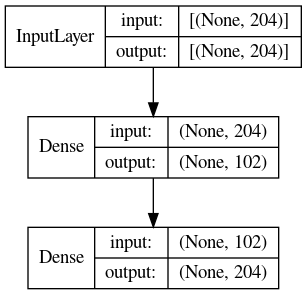 InputLayer input: [(None, 204)]
output: [(None, 204)]
Dense input: (None, 204)
output: (None, 102)
Dense input: (None, 102)
output: (None, 204)